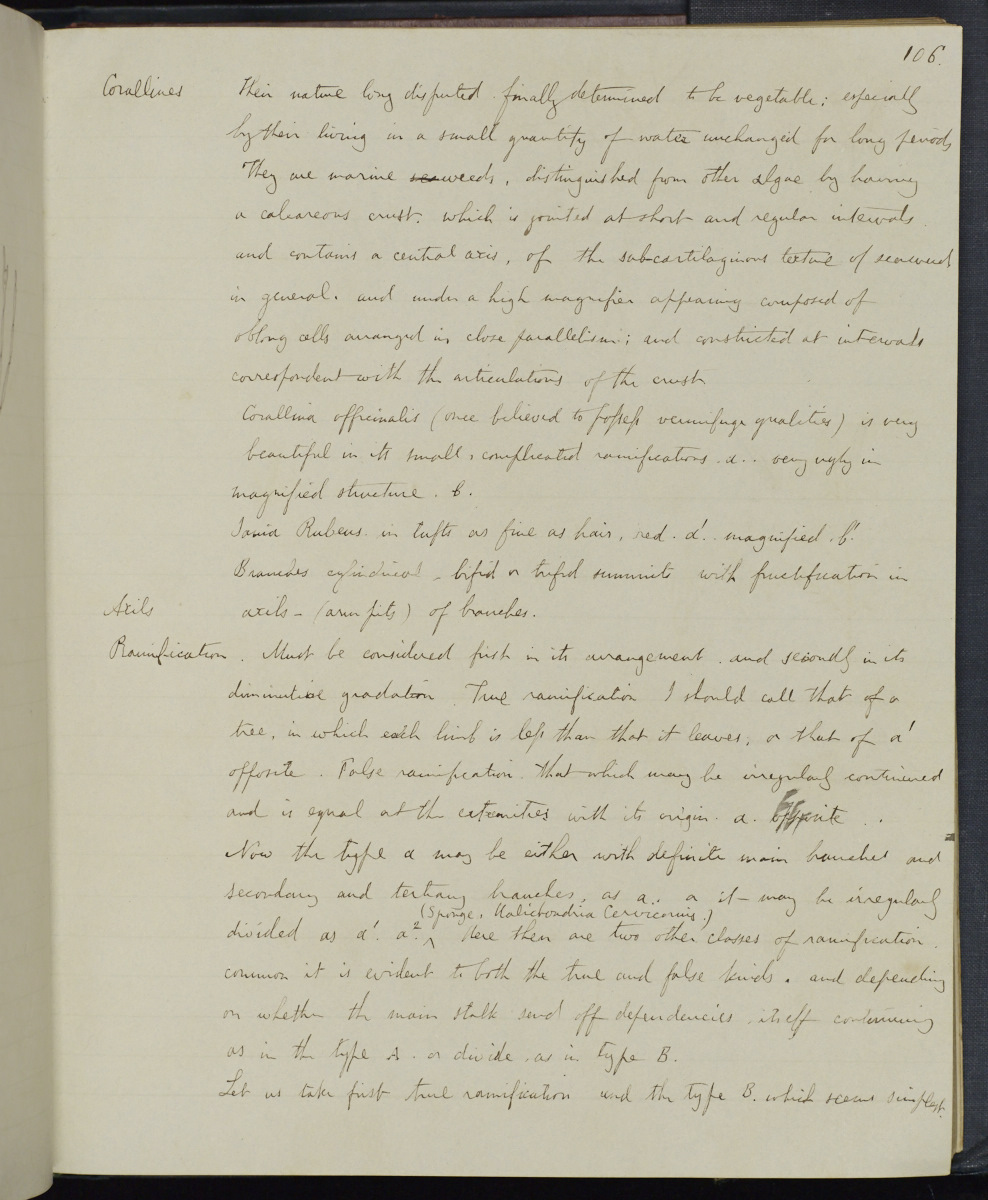 106.
Corallines Their nature long disputed. finally determined to be vegetable; especially
by their living in a small quantity of water unchanged for long periods
They are marine seaweeds, distinguished from other algae by having
a calcareous crust; which is jointed at short and regular intervals.
and contains a central axis, of the subcartilaginous texture of seaweed
in general. and under a high magnifier appearing composed of
oblong cells arranged in close parallelism; and constricted at intervals
correspondent with the articulations of the crust
Corallina officinalis (once believed to possess vermifuge qualities) is very
beautiful in its small, complicated ramifications. a.. very ugly in
magnified structure. b.
Jania Rubens. in tufts as fine as hair, red. a'.. magnified. b'.
Branches cylindrical - bifid or trifid summits with fructification in
Axils axils - (arm pits) of branches.
Ramification. Must be considered first in its arrangement. and secondly in its
diminutive gradation. True ramification I should call that of a
tree, in which each limb is less than that it leaves, or that of a'
opposite. False ramification. that which may be irregularly continued
and is equal at the extremities with its origin. a. opposite..
Now the type a may be either with definite main branches and
secondary and tertiary branches, as a.. or it may be irregularly
(Sponge, Halichondria Cervicornis.)
divided as a'. a². ^ Here then are two other classes of ramification.
common it is evident to both the true and false kinds. and depending
on whether the main stalk send off dependencies, itself continuing
as in the type A. or divide, as in type B.
Let us take first true ramification and the type B. which seems simplest.